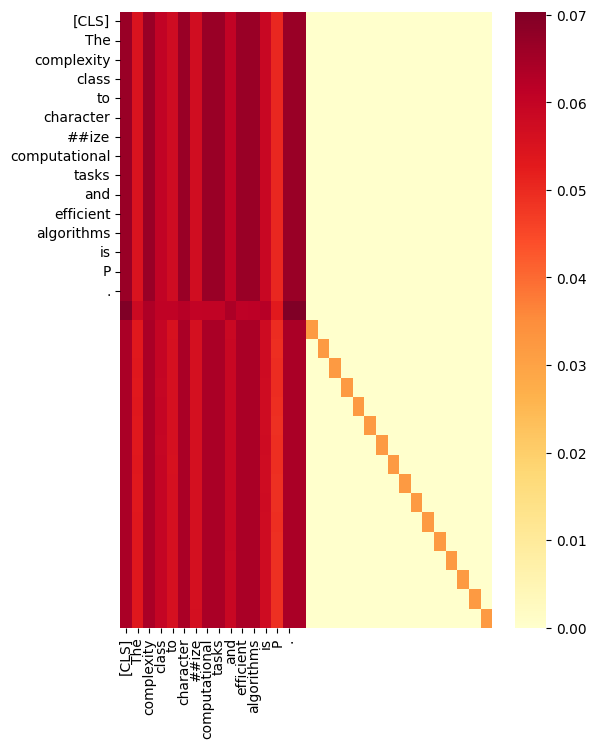 [CLS]
The
complexity
class
to
character
##ize
computational
tasks
and
efficient
algorithms
is
P
.
0.07
0.06
0.05
0.04
0.03
0.02
0.01
0.00
[CLS]
The
complexity
class
to
character
##ize
computational
tasks
and
efficient
algorithms
is
P
.